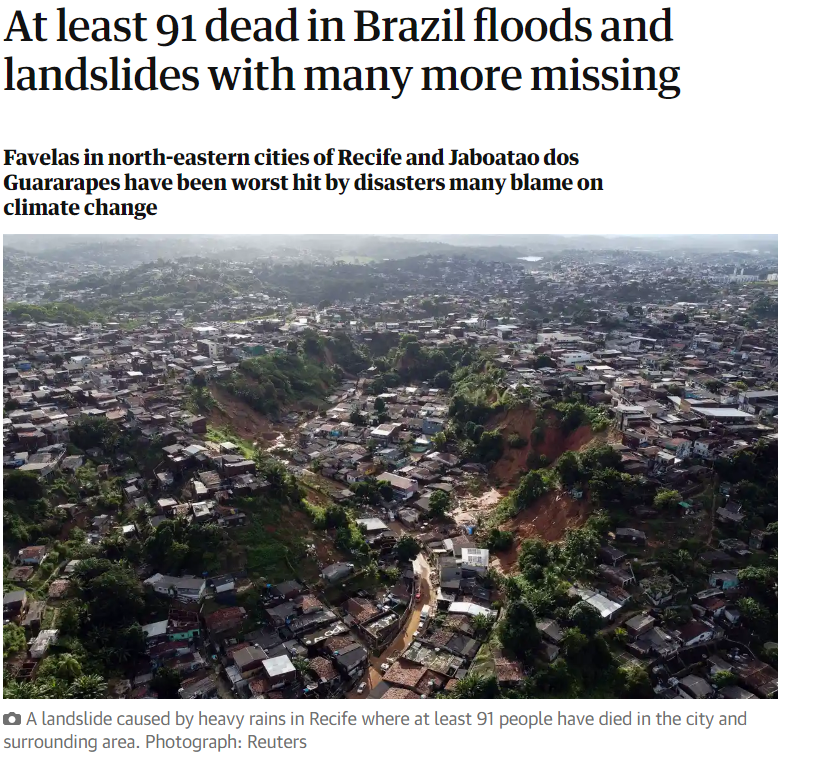 At least 91 dead in Brazil floods and
landslides with many more missing
Favelas in north-eastern cities of Recife and Jaboatao dos
Guararapes have been worst hit by disasters many blame on
climate change
A landslide caused by heavy rains in Recife where at least 91 people have died in the city and
surrounding area. Photograph: Reuters